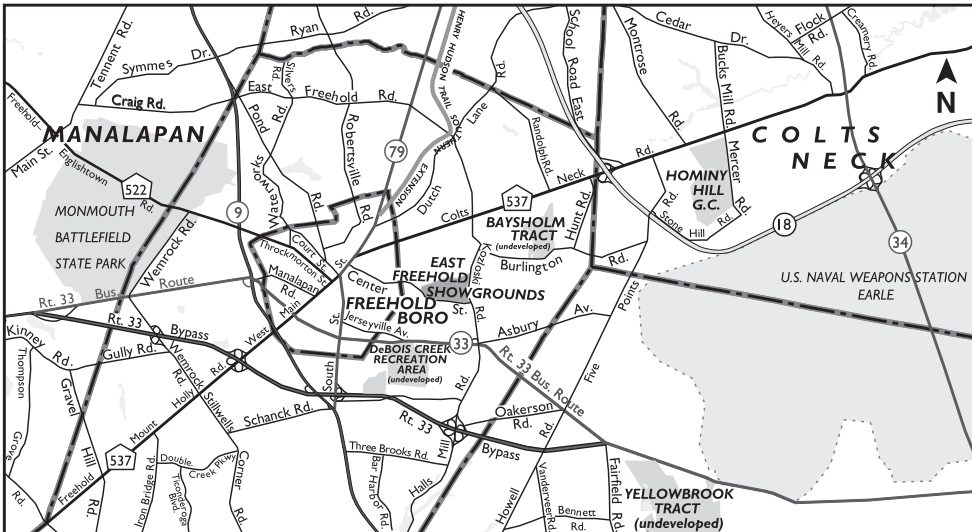 Tennent Rd.
Symmes Dr.
Ryan Rd.
HENRY HUDSON TRAIL SOUTHERN EXTENSION
School Road East
Montrose Rd.
Cedar Dr.
Heyers Mill Rd.
Flock Rd.
Creamery Rd.
Bucks Mill Rd.
N
Craig Rd.
Silvers Rd.
East Freehold Rd.
Pond Rd.
Robertsville Rd.
Dutch Lane Rd.
Randolph Rd.
Freehold-Englishtown Rd.
MANALAPAN
Main St.
COLTS NECK
79
522
9
537
18
34
MONMOUTH
BATTLEFIELD
STATE PARK
Waterworks Rd.
Colts Neck Rd.
Mercer Rd.
HOMINY
HILL
G.C.
Stone Hill Rd.
Hunt Rd.
BAYSHOLM
TRACT
(undeveloped)
Burlington Rd.
Kozloski Rd.
Wemrock Rd.
Court St.
Throckmorton St.
Manalapan Rd.
Center St.
EAST
FREEHOLD
SHOWGROUNDS
FREEHOLD
BORO
U.S. NAVAL WEAPONS STATION
EARLE
Rt. 33 Bus. Route
Rt. 33 Bypass
West Main St.
Jerseyville Av.
33
Asbury Av.
Five Points Rd.
DeBOIS CREEK
RECREATION
AREA
(undeveloped)
Rt. 33 Bus. Route
Kinney Rd.
Gully Rd.
Wemrock Rd.
Thompson Grove Rd.
Gravel Hill Rd.
Freehold Mount Holly Rd.
537
Stillwells Corner Rd.
Schanck Rd.
South St.
Rt. 33 Bypass
Oakerson Rd.
Three Brooks Rd.
Bar Harbor Rd.
Halls Mill Rd.
Iron Bridge Rd.
Double Creek Pkwy.
Ticonderoga Blvd.
Howell Rd.
Vanderveer Rd.
Bennett Rd.
Fairfield Rd.
YELLOWBROOK
TRACT
(undeveloped)